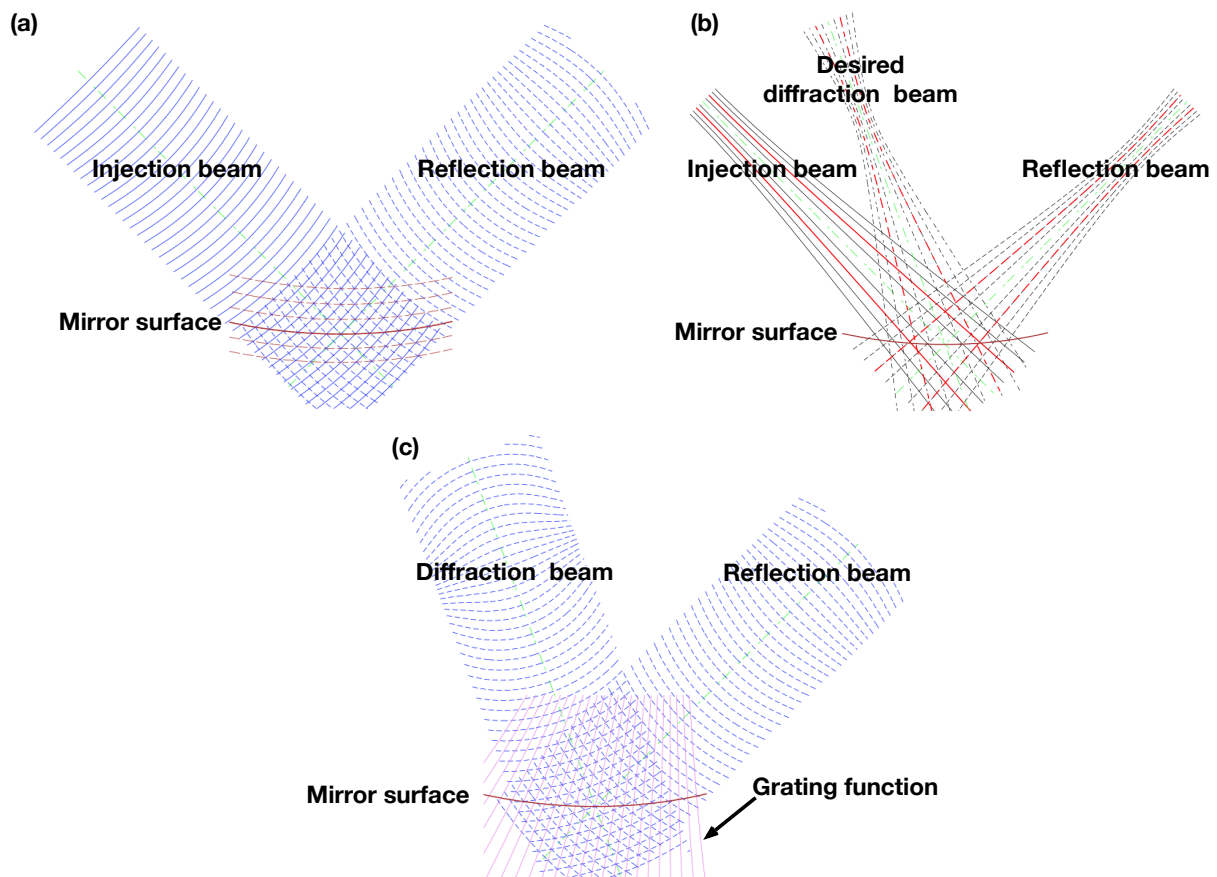 (a)
Injection beam
Reflection beam
Mirror surface
(b)
Desired
diffraction beam
Injection beam
Reflection beam
Mirror surface
(c)
Diffraction beam
Reflection beam
Mirror surface
Grating function